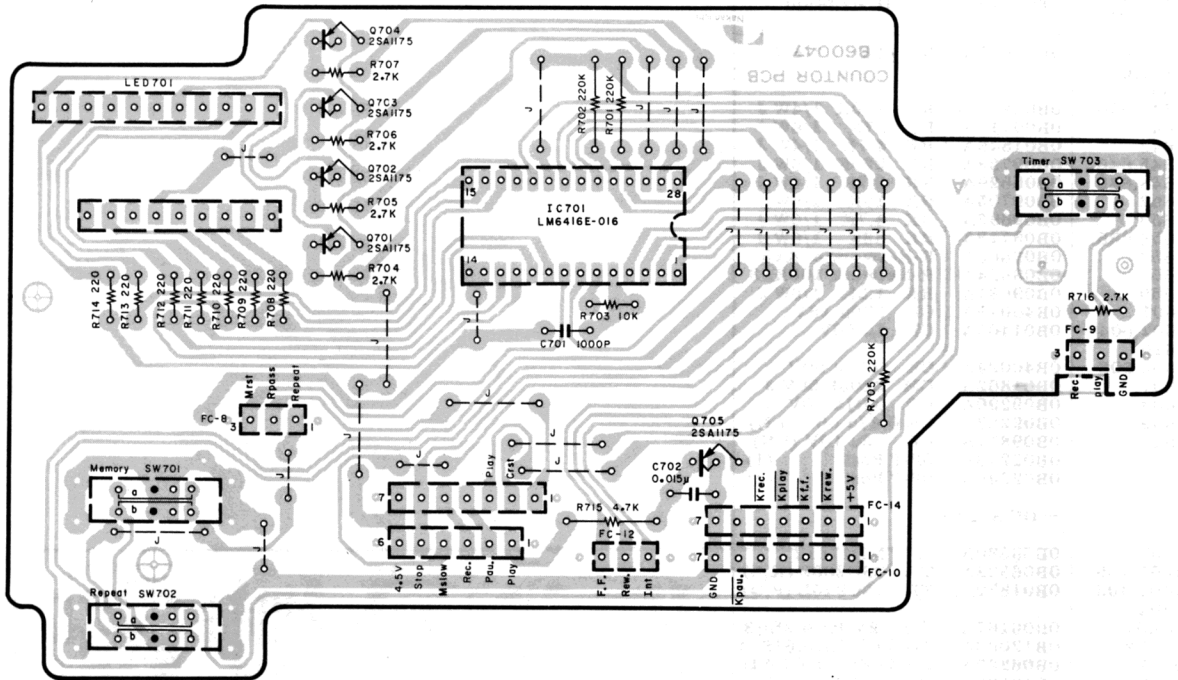 Q704
2SA1175
R707
2.7K
LED701
Q7C3
2SA1175
R706
2.7K
J
Q702
2SA1175
R705
2.7K
Q701
2SA1175
R704
2.7K
B60047
COUNTOR PCB
J
R702 220K
R701 220K
J
J
J
15
28
IC701
LM6416E-016
14
1
J
J
J
J
J
J
Timer SW703
a
b
A
R714 220
R713 220
R712 220
R711 220
R710 220
R709 220
R708 220
J
J
R703 10K
C701 1000P
R705 220K
R716 2.7K
FC-9
3
1
Rec.
play
GND
Mrst
Rpass
Repeat
FC-8
3
1
J
J
J
J
J
J
Q705
2SA1175
C702
0.015µ
Memory SW701
a
b
J
J
Play
Crst
7
1
R715 4.7K
FC-12
Krec.
Kplay
Kf.f.
Krew.
+5V
FC-14
7
1
6
1
4.5V
Stop
Mslow
Rec.
Pau.
Play
F.F.
Rew.
Int
7
1
FC-10
GND
Kpau.
Repeat SW702
a
b